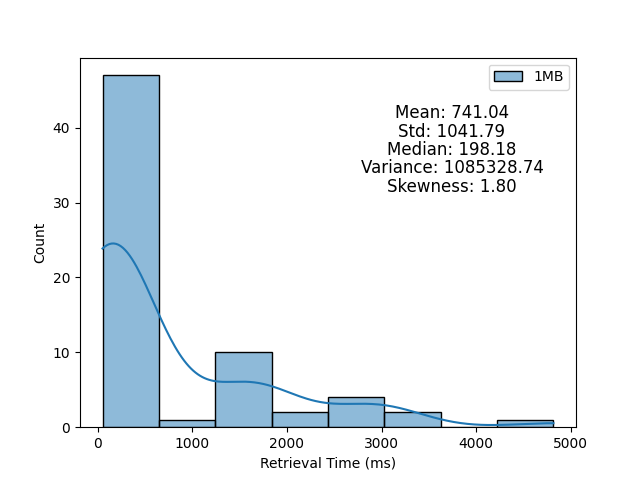 1MB
Mean: 741.04
Std: 1041.79
Median: 198.18
Variance: 1085328.74
Skewness: 1.80
Count
40
30
20
10
0
0 1000 2000 3000 4000 5000
Retrieval Time (ms)